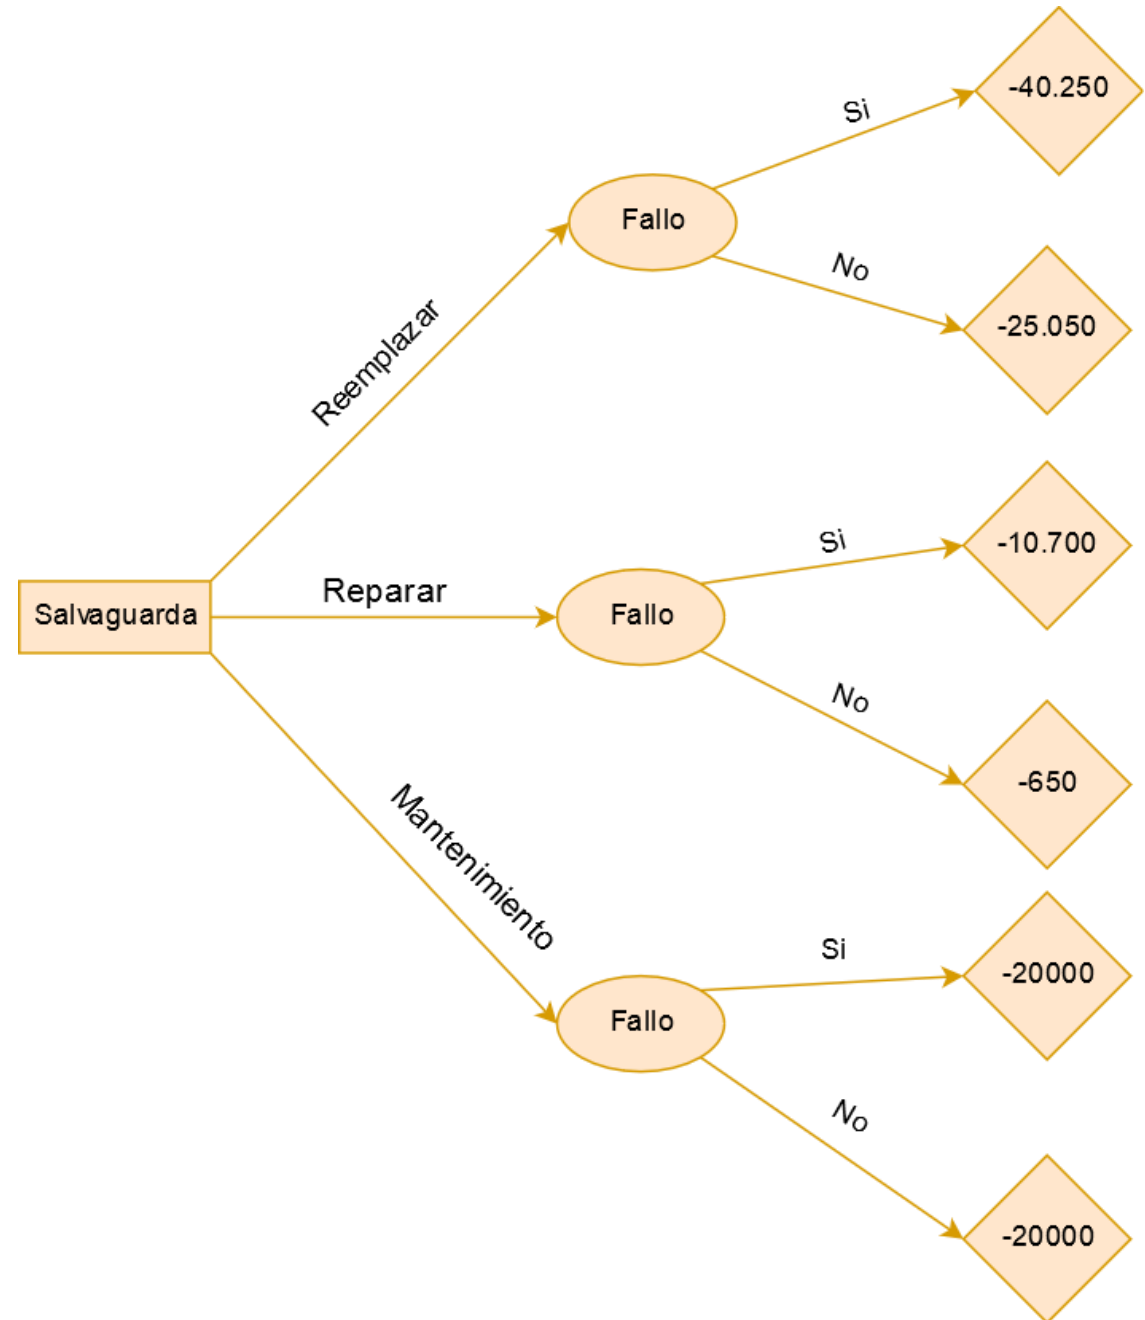 Si
-40.250
Fallo
No
-25.050
Reemplazar
Si
-10.700
Salvaguarda
Reparar
Fallo
No
-650
Mantenimiento
Si
-20000
Fallo
No
-20000